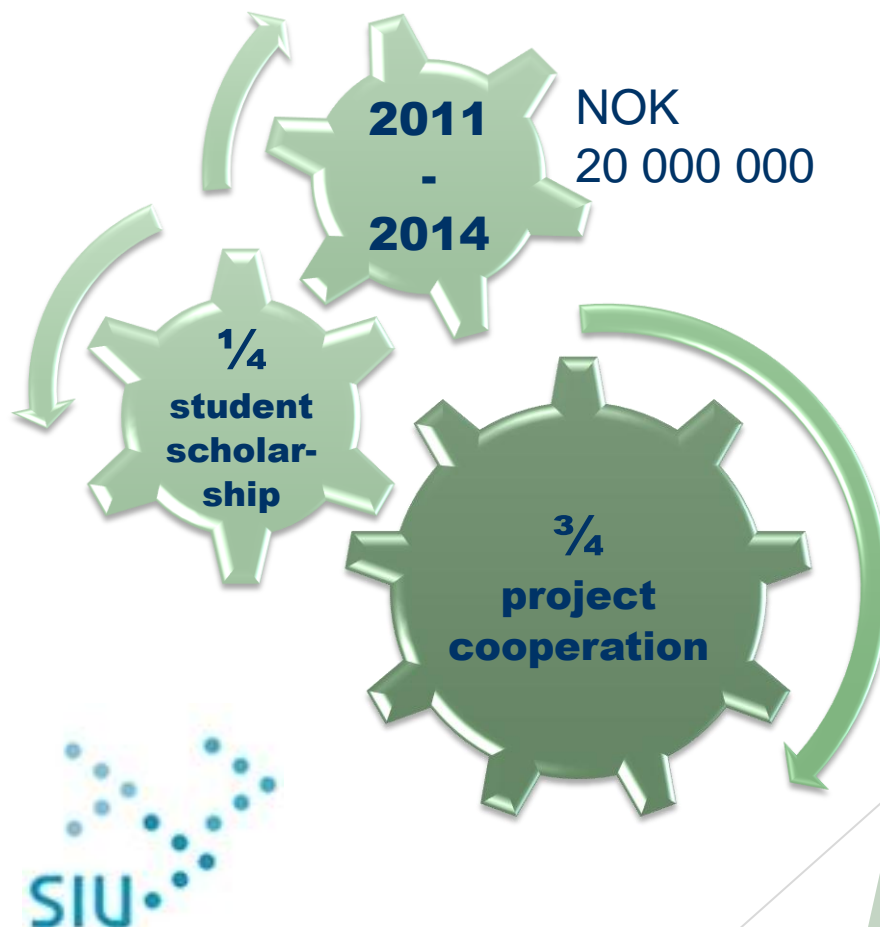 2011
-
2014
NOK
20 000 000
¼
student
scholar-
ship
¾
project
cooperation
SIU